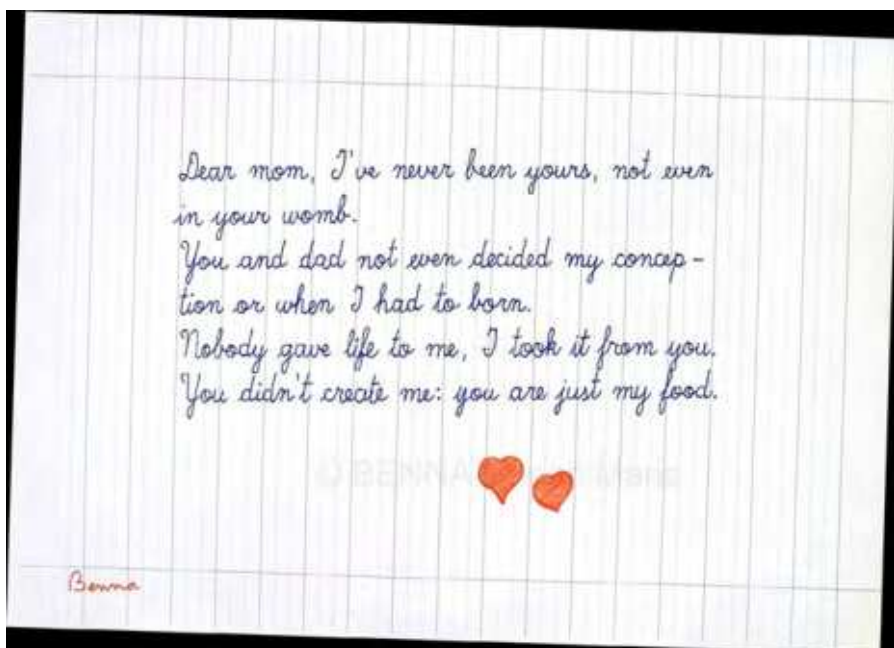 Dear mom, I've never been yours, not even
in your womb.
You and dad not even decided my concep-
tion or when I had to born.
Nobody gave life to me, I took it from you.
You didn't create me: you are just my food.
© BENNA
Benna